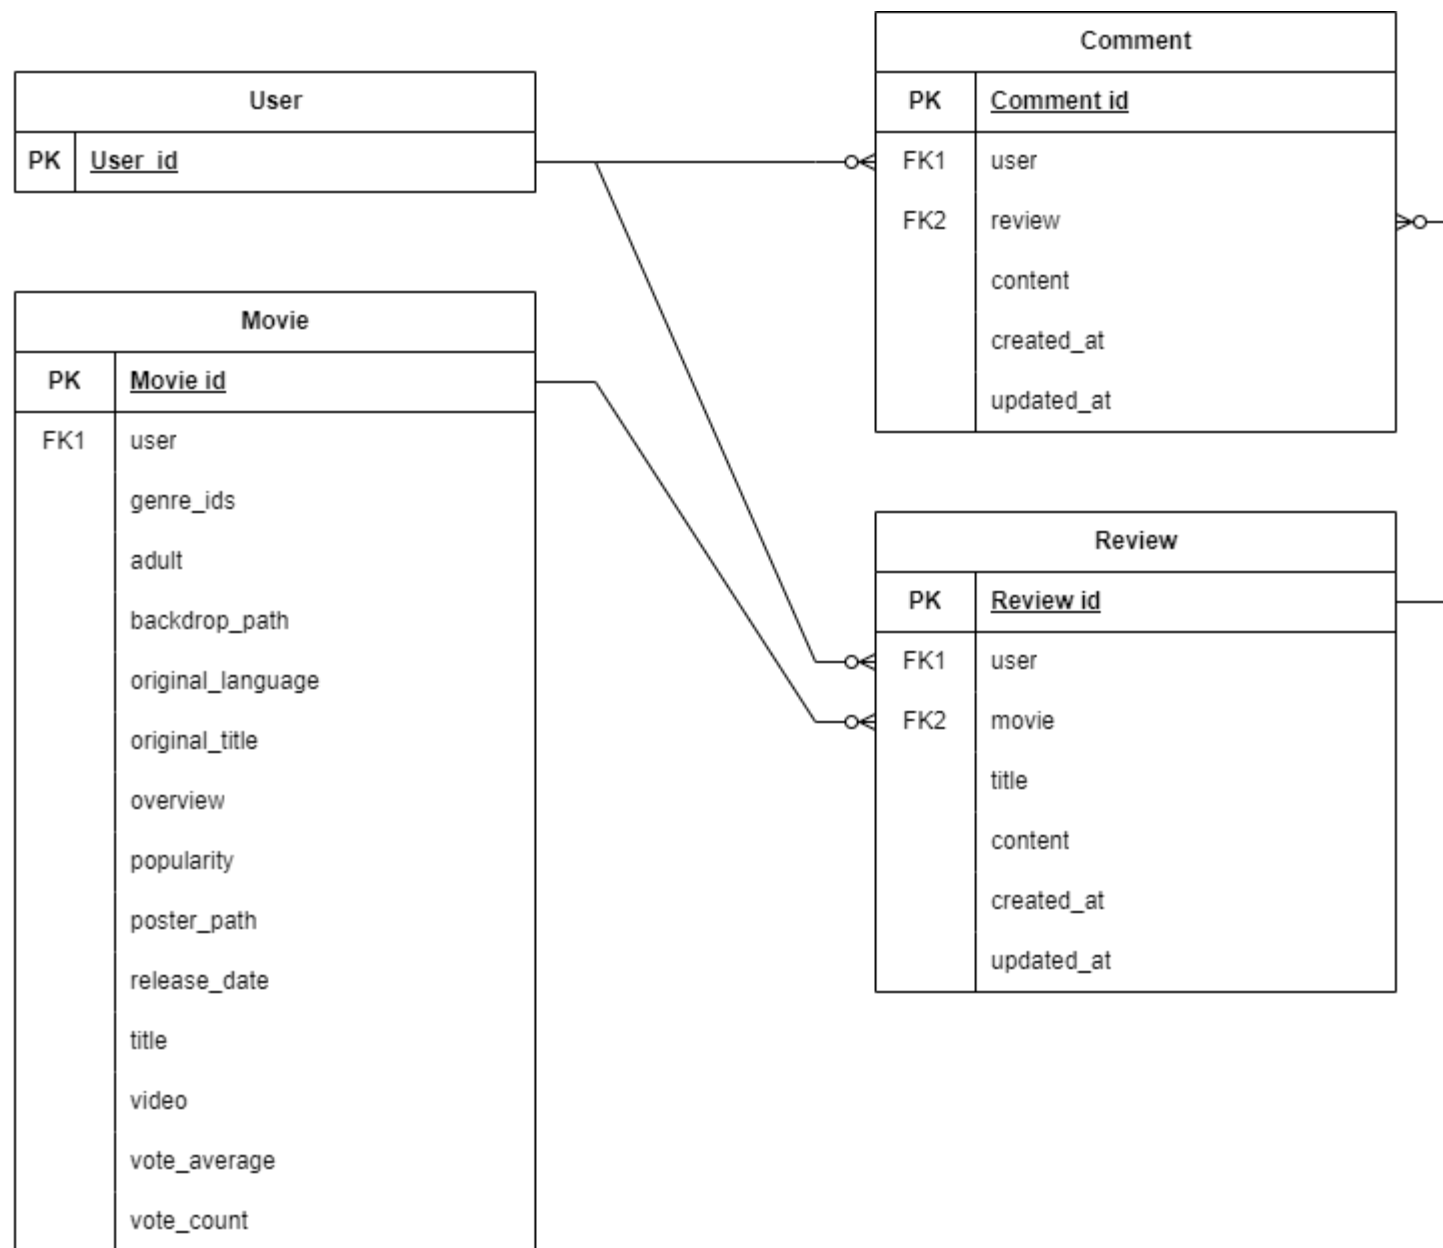 User
PK User_id
Movie
PK Movie id
FK1 user
genre_ids
adult
backdrop_path
original_language
original_title
overview
popularity
poster_path
release_date
title
video
vote_average
vote_count
Comment
PK Comment id
FK1 user
FK2 review
content
created_at
updated_at
Review
PK Review id
FK1 user
FK2 movie
title
content
created_at
updated_at